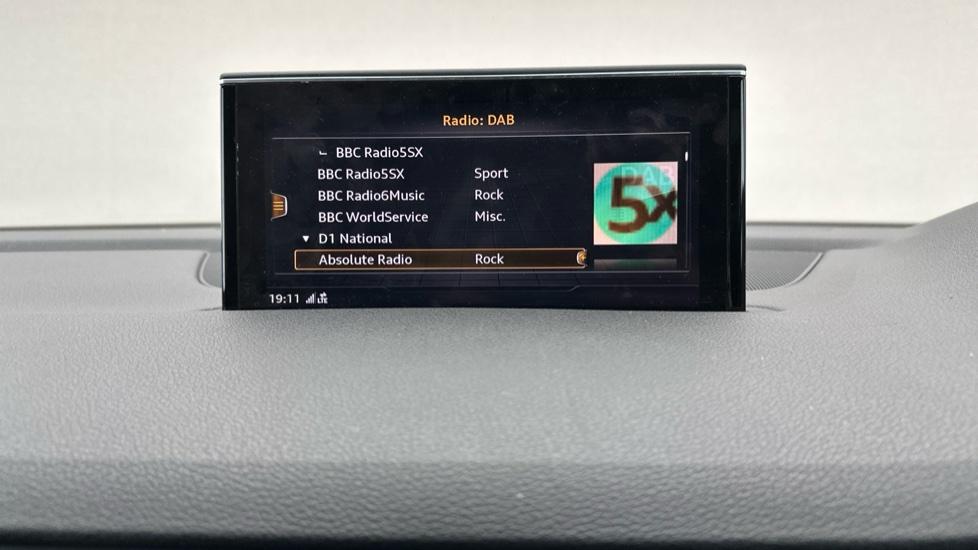 Radio: DAB
BBC Radio5SX
BBC Radio5SX Sport
BBC Radio6Music Rock
BBC WorldService Misc.
D1 National
Absolute Radio Rock
DAB
5x
19:11 LTE